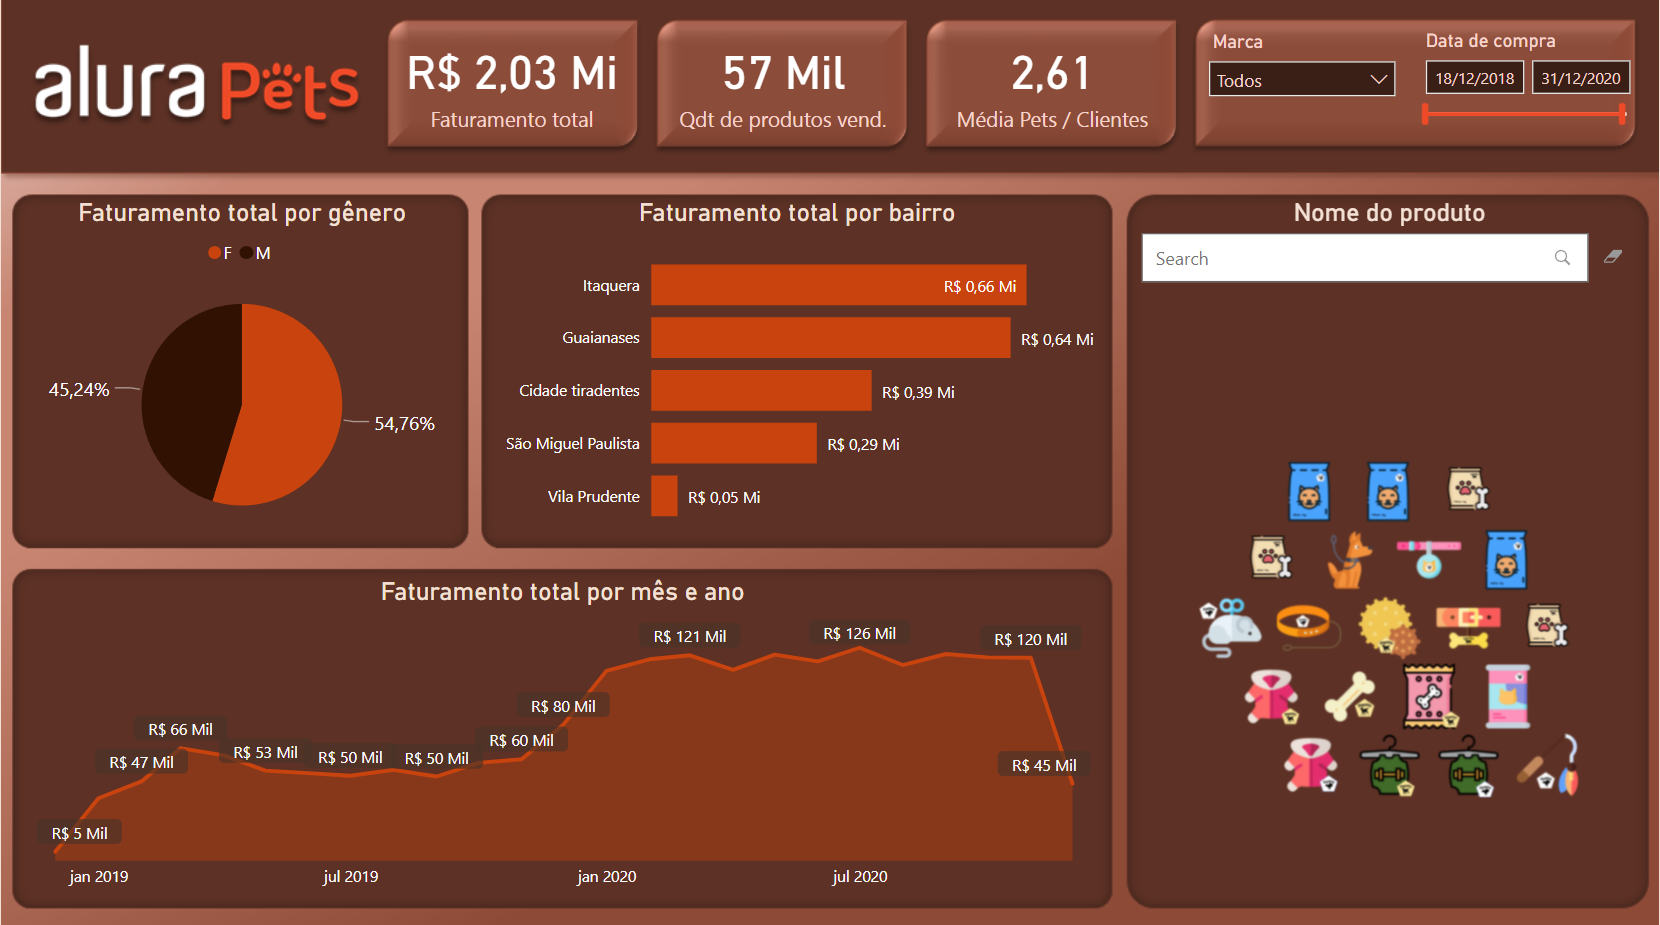 alura Pets
R$ 2,03 Mi
Faturamento total
57 Mil
Qdt de produtos vend.
2,61
Média Pets / Clientes
Marca
Todos
Data de compra
18/12/2018
31/12/2020
Faturamento total por gênero
F M
45,24%
54,76%
Faturamento total por bairro
Itaquera
R$ 0,66 Mi
Guaianases
R$ 0,64 Mi
Cidade tiradentes
R$ 0,39 Mi
São Miguel Paulista
R$ 0,29 Mi
Vila Prudente
R$ 0,05 Mi
Nome do produto
Search
Faturamento total por mês e ano
R$ 5 Mil
R$ 47 Mil
R$ 66 Mil
R$ 53 Mil
R$ 50 Mil
R$ 50 Mil
R$ 60 Mil
R$ 80 Mil
R$ 121 Mil
R$ 126 Mil
R$ 120 Mil
R$ 45 Mil
jan 2019
jul 2019
jan 2020
jul 2020